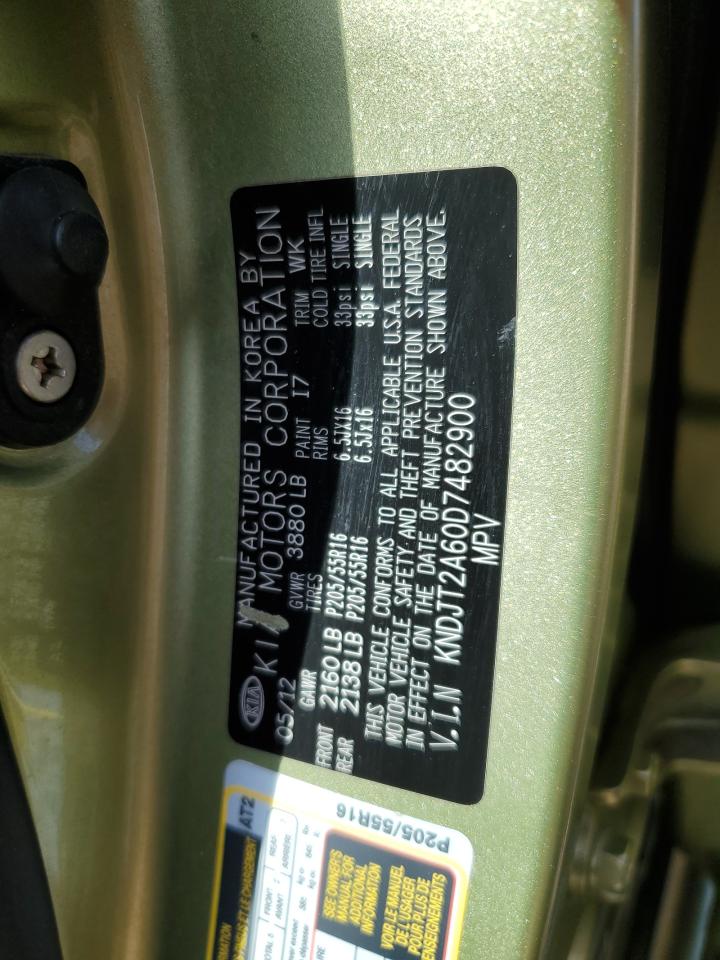 KIA
MANUFACTURED IN KOREA BY
KIA MOTORS CORPORATION
05/12 GVWR 3880 LB PAINT I7 TRIM WK
GAWR TIRES RIMS COLD TIRE INFL
FRONT 2160 LB P205/55R16 6.5JX16 33psi SINGLE
REAR 2138 LB P205/55R16 6.5Jx16 33psi SINGLE
THIS VEHICLE CONFORMS TO ALL APPLICABLE U.S.A. FEDERAL
MOTOR VEHICLE SAFETY AND THEFT PREVENTION STANDARDS
IN EFFECT ON THE DATE OF MANUFACTURE SHOWN ABOVE.
V.I.N KNDJT2A60D7482900
MPV
AT2
P205/55R16
SEE OWNER'S
MANUAL FOR
ADDITIONAL
INFORMATION
VOIR LE MANUEL
DE L'USAGER
POUR PLUS DE
RENSEIGNEMENTS